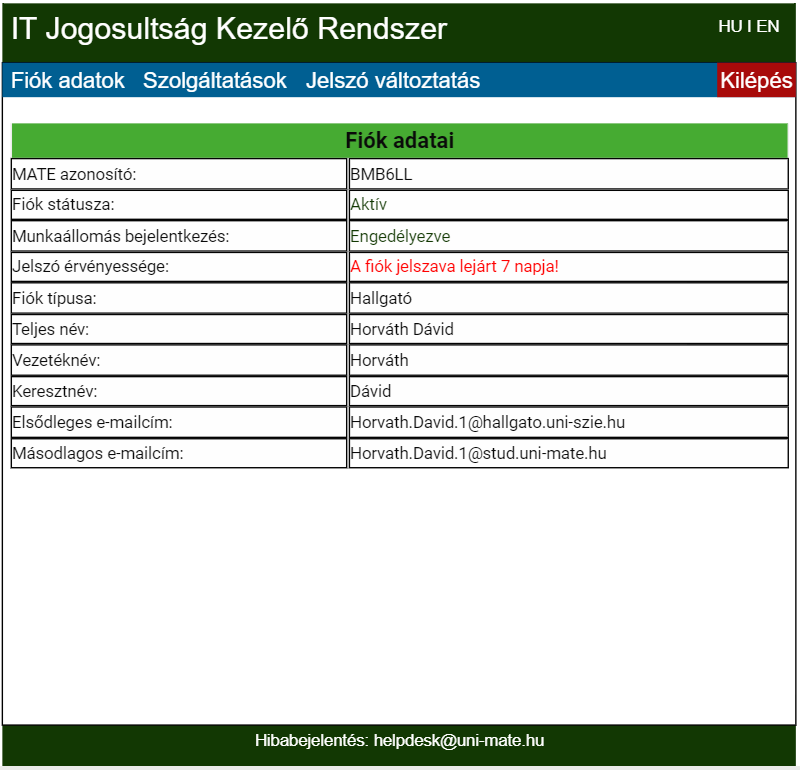 IT Jogosultság Kezelő Rendszer
HU I EN
Fiók adatok Szolgáltatások Jelszó változtatás Kilépés
Fiók adatai
MATE azonosító: BMB6LL
Fiók státusza: Aktív
Munkaállomás bejelentkezés: Engedélyezve
Jelszó érvényessége: A fiók jelszava lejárt 7 napja!
Fiók típusa: Hallgató
Teljes név: Horváth Dávid
Vezetéknév: Horváth
Keresztnév: Dávid
Elsődleges e-mailcím: Horvath.David.1@hallgato.uni-szie.hu
Másodlagos e-mailcím: Horvath.David.1@stud.uni-mate.hu
Hibabejelentés: helpdesk@uni-mate.hu